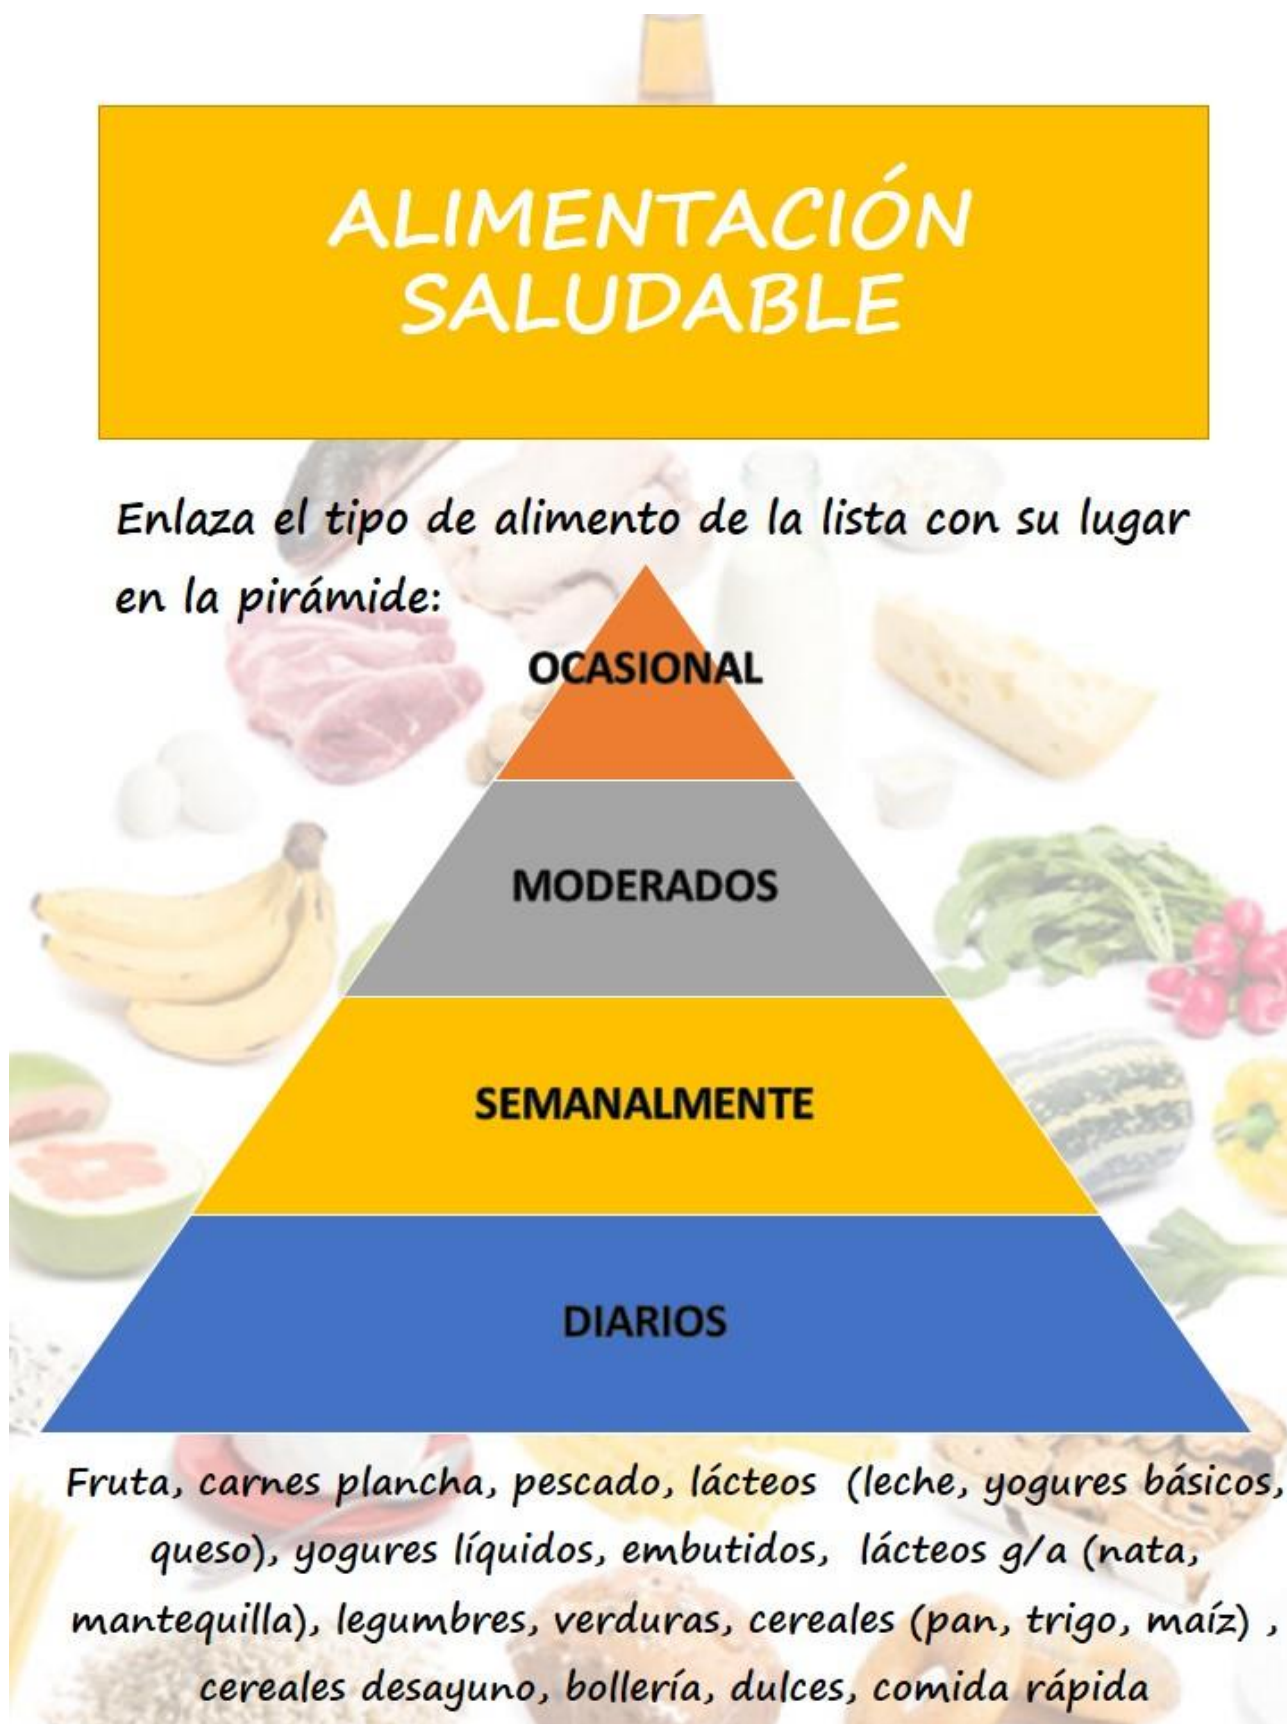 ALIMENTACIÓN
SALUDABLE
Enlaza el tipo de alimento de la lista con su lugar
en la pirámide:
OCASIONAL
MODERADOS
SEMANALMENTE
DIARIOS
Fruta, carnes plancha, pescado, lácteos (leche, yogures básicos,
queso), yogures líquidos, embutidos, lácteos g/a (nata,
mantequilla), legumbres, verduras, cereales (pan, trigo, maíz) ,
cereales desayuno, bollería, dulces, comida rápida